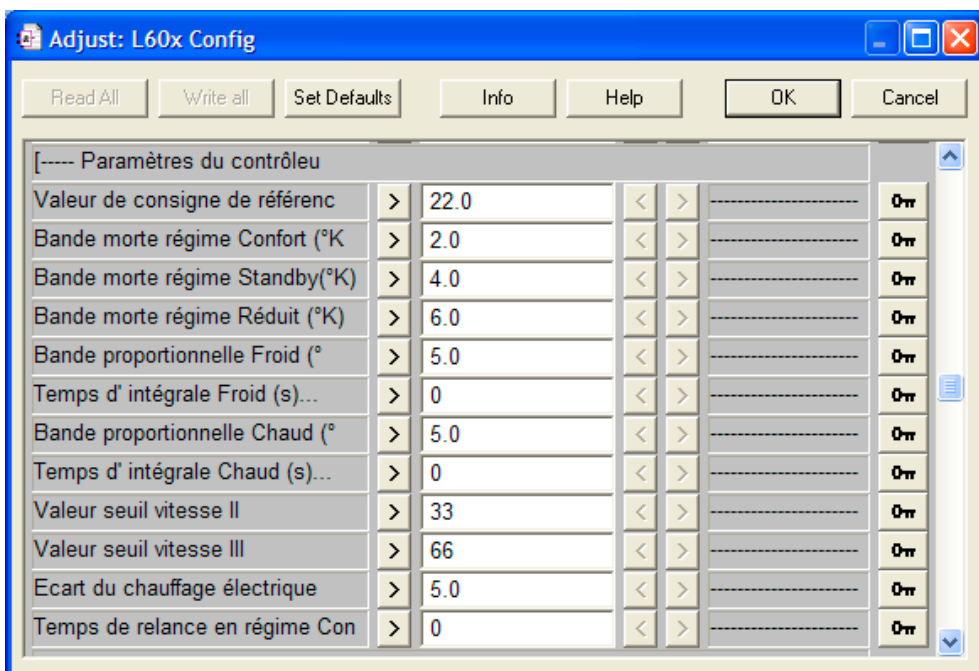 Adjust: L60x Config
Read All Write all Set Defaults Info Help OK Cancel
[----- Paramètres du contrôleu
Valeur de consigne de référenc > 22.0 < > -----------------------
Bande morte régime Confort (°K > 2.0 < > -----------------------
Bande morte régime Standby(°K) > 4.0 < > -----------------------
Bande morte régime Réduit (°K) > 6.0 < > -----------------------
Bande proportionnelle Froid (° > 5.0 < > -----------------------
Temps d' intégrale Froid (s)... > 0 < > -----------------------
Bande proportionnelle Chaud (° > 5.0 < > -----------------------
Temps d' intégrale Chaud (s)... > 0 < > -----------------------
Valeur seuil vitesse II > 33 < > -----------------------
Valeur seuil vitesse III > 66 < > -----------------------
Ecart du chauffage électrique > 5.0 < > -----------------------
Temps de relance en régime Con > 0 < > -----------------------